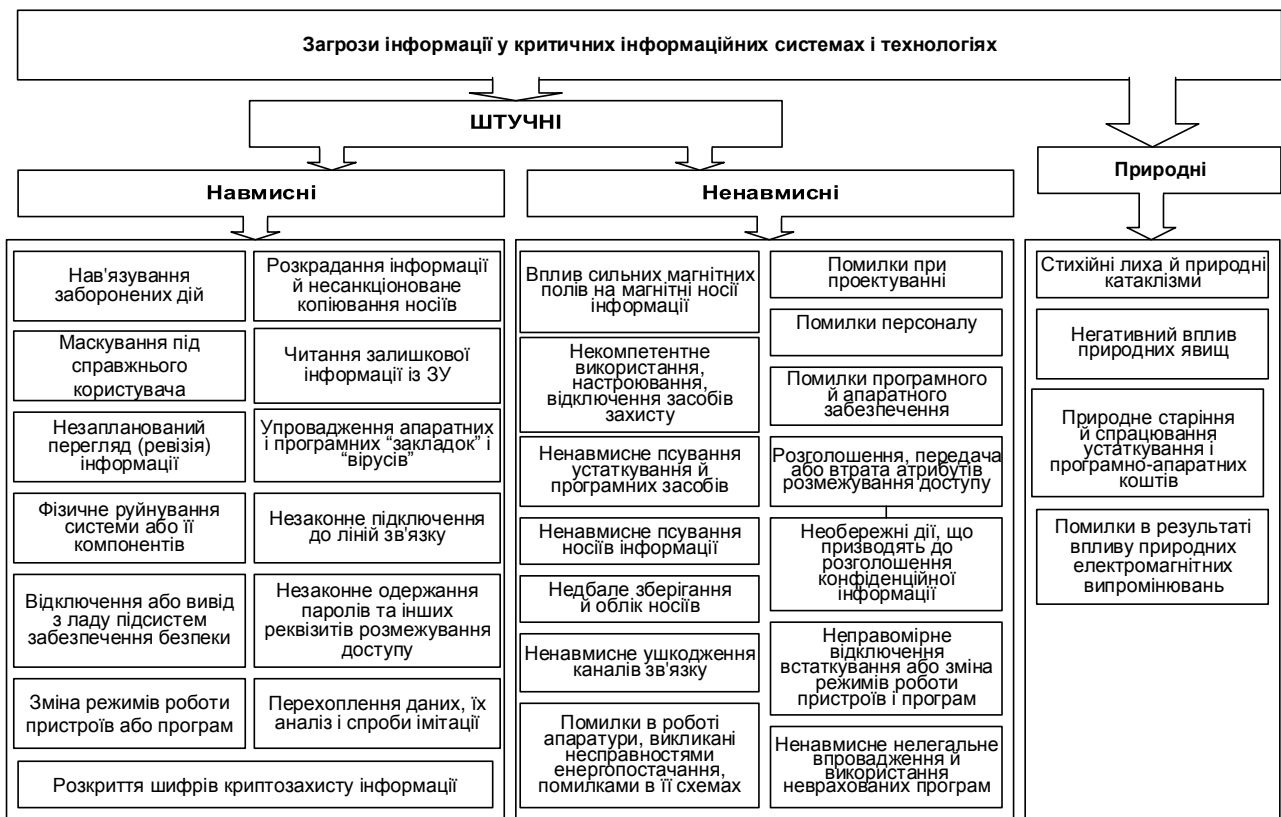 Загрози інформації у критичних інформаційних системах і технологіях
ШТУЧНІ
Природні
Навмисні
Ненавмисні
Нав'язування
заборонених дій
Маскування під
справжнього
користувача
Незапланований
перегляд (ревізія)
інформації
Фізичне руйнування
системи або її
компонентів
Відключення або вивід
з ладу підсистем
забезпечення безпеки
Зміна режимів роботи
пристроїв або програм
Розкрадання інформації
й несанкціоноване
копіювання носіїв
Читання залишкової
інформації із ЗУ
Упровадження апаратних
і програмних “закладок” і
“вірусів”
Незаконне підключення
до ліній зв'язку
Незаконне одержання
паролів та інших
реквізитів розмежування
доступу
Перехоплення даних, їх
аналіз і спроби імітації
Розкриття шифрів криптозахисту інформації
Вплив сильних магнітних
полів на магнітні носії
інформації
Некомпетентне
використання,
настроювання,
відключення засобів
захисту
Ненавмисне псування
устаткування й
програмних засобів
Ненавмисне псування
носіїв інформації
Недбале зберігання
й облік носіїв
Ненавмисне ушкодження
каналів зв'язку
Помилки в роботі
апаратури, викликані
несправностями
енергопостачання,
помилками в її схемах
Помилки при
проектуванні
Помилки персоналу
Помилки програмного
й апаратного
забезпечення
Розголошення, передача
або втрата атрибутів
розмежування доступу
Необережні дії, що
призводять до
розголошення
конфіденційної
інформації
Неправомірне
відключення
встаткування або зміна
режимів роботи
пристроїв і програм
Ненавмисне нелегальне
впровадження й
використання
неврахованих програм
Стихійні лиха й природні
катаклізми
Негативний вплив
природних явищ
Природне старіння
й спрацювання
устаткування і
програмно-апаратних
коштів
Помилки в результаті
впливу природних
електромагнітних
випромінювань